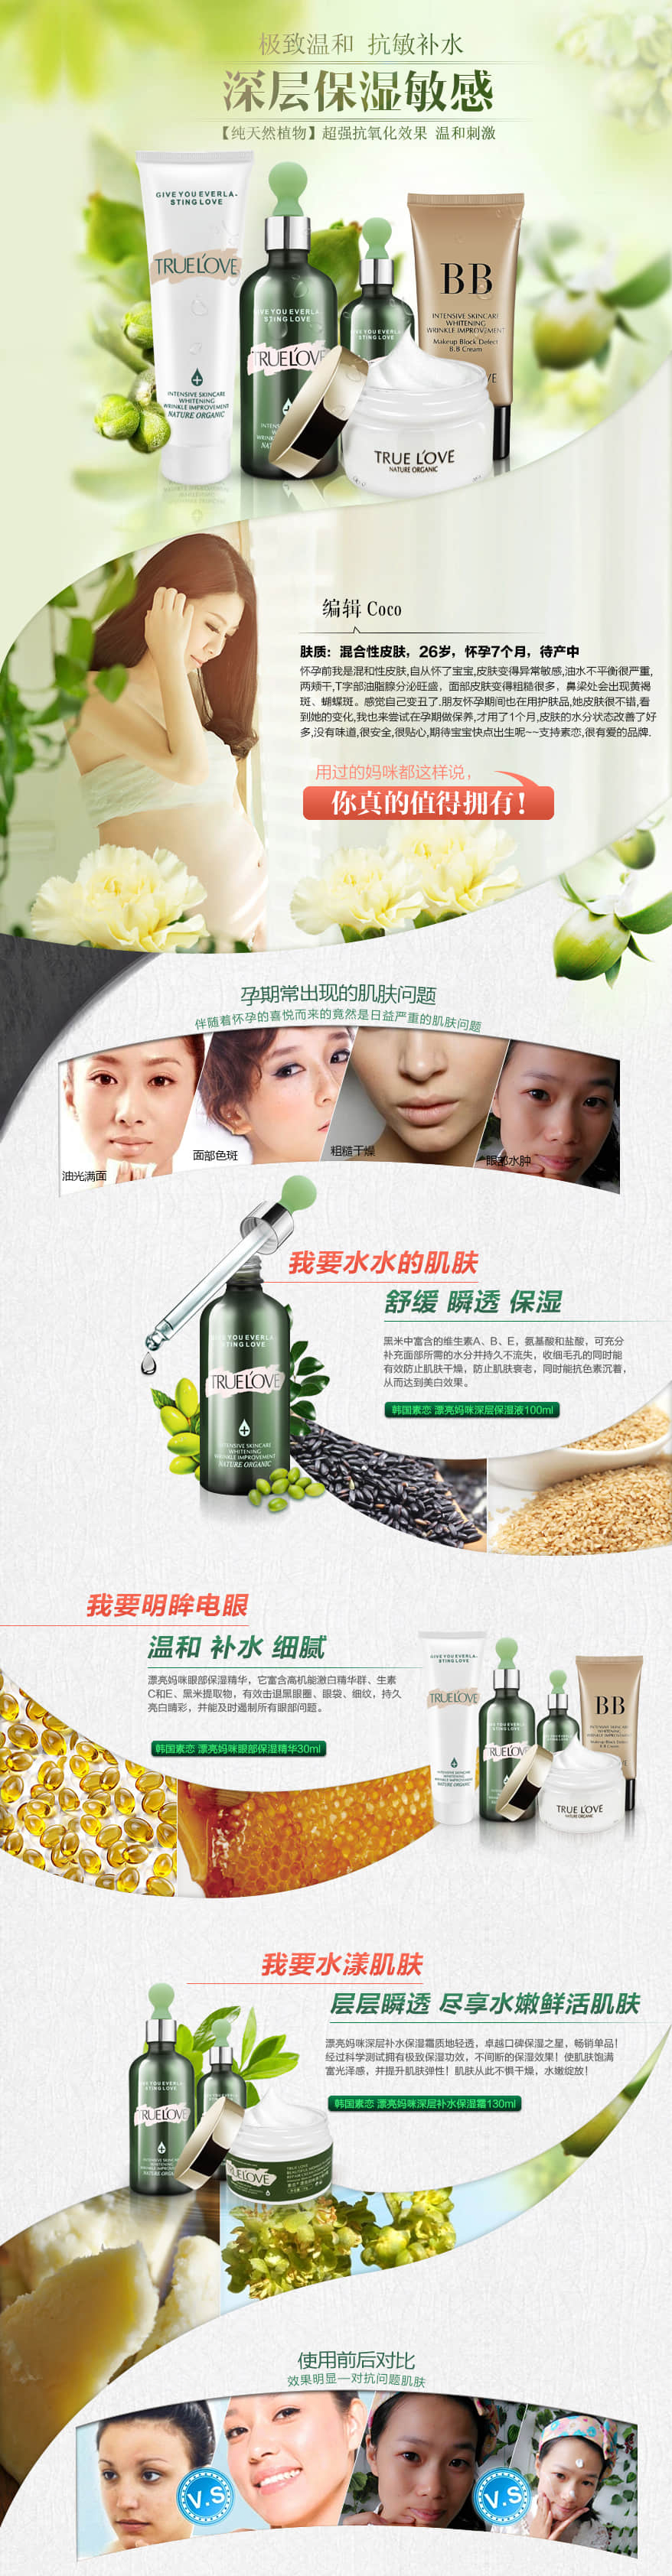 极致温和 抗敏补水
深层保湿敏感
【纯天然植物】超强抗氧化效果 温和刺激
GIVE YOU EVERLA-
STING LOVE
TRUELOVE
INTENSIVE SKINCARE
WHITENING
WRINKLE IMPROVEMENT
NATURE ORGANIC
GIVE YOU EVERLA-
STING LOVE
TRUELOVE
BB
INTENSIVE SKINCARE
WHITENING
WRINKLE IMPROVEMENT
Makeup Block Defect
B.B Cream
TRUE LOVE
NATURE ORGANIC
编辑 Coco
肤质：混合性皮肤，26岁，怀孕7个月，待产中
怀孕前我是混和性皮肤,自从怀了宝宝,皮肤变得异常敏感,油水不平衡很严重,
两颊干,T字部油脂腺分泌旺盛，面部皮肤变得粗糙很多，鼻梁处会出现黄褐
斑、蝴蝶斑。感觉自己变丑了.朋友怀孕期间也在用护肤品,她皮肤很不错,看
到她的变化,我也来尝试在孕期做保养,才用了1个月,皮肤的水分状态改善了好
多,没有味道,很安全,很贴心,期待宝宝快点出生呢~~支持素恋,很有爱的品牌.
用过的妈咪都这样说，
你真的值得拥有！
孕期常出现的肌肤问题
伴随着怀孕的喜悦而来的竟然是日益严重的肌肤问题
油光满面
面部色斑
粗糙干燥
眼部水肿
我要水水的肌肤
舒缓 瞬透 保湿
黑米中富含的维生素A、B、E，氨基酸和盐酸，可充分
补充面部所需的水分并持久不流失，收细毛孔的同时能
有效防止肌肤干燥，防止肌肤衰老，同时能抗色素沉着，
从而达到美白效果。
韩国素恋 漂亮妈咪深层保湿液100ml
TRUELOVE
INTENSIVE SKINCARE
WHITENING
WRINKLE IMPROVEMENT
NATURE ORGANIC
我要明眸电眼
温和 补水 细腻
漂亮妈咪眼部保湿精华，它富含高机能激白精华群、生素
C和E、黑米提取物，有效击退黑眼圈、眼袋、细纹，持久
亮白睛彩，并能及时遏制所有眼部问题。
韩国素恋 漂亮妈咪眼部保湿精华30ml
GIVE YOU EVERLA-
STING LOVE
TRUELOVE
BB
TRUE LOVE
NATURE ORGANIC
我要水漾肌肤
层层瞬透 尽享水嫩鲜活肌肤
漂亮妈咪深层补水保湿霜质地轻透，卓越口碑保湿之星，畅销单品！
经过科学测试拥有极致保湿功效，不间断的保湿效果！使肌肤饱满
富光泽感，并提升肌肤弹性！肌肤从此不惧干燥，水嫩绽放！
韩国素恋 漂亮妈咪深层补水保湿霜130ml
TRUELOVE
TRUELOVE
使用前后对比
效果明显—对抗问题肌肤
V.S
V.S